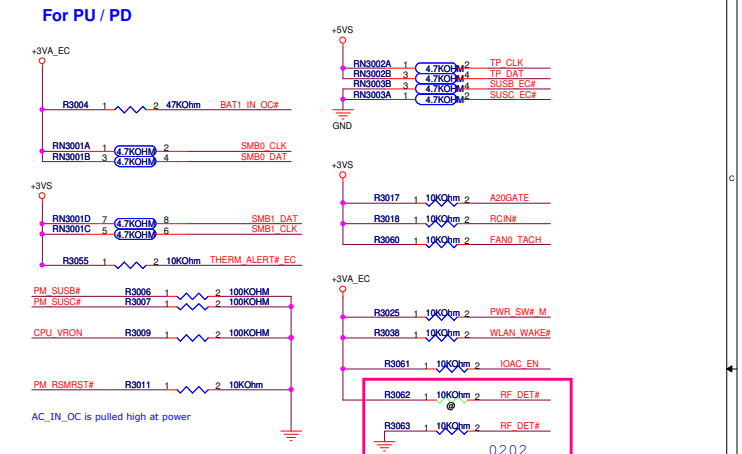 For PU / PD
+3VA_EC
R3004 1 2 47KOhm BAT1_IN_OC#
RN3001A 1 4.7KOHM 2 SMB0_CLK
RN3001B 3 4.7KOHM 4 SMB0_DAT
+3VS
RN3001D 7 4.7KOHM 8 SMB1_DAT
RN3001C 5 4.7KOHM 6 SMB1_CLK
R3055 1 2 10KOhm THERM_ALERT#_EC
PM_SUSB# R3006 1 2 100KOHM
PM_SUSC# R3007 1 2 100KOHM
CPU_VRON R3009 1 2 100KOHM
PM_RSMRST# R3011 1 2 10KOhm
AC_IN_OC is pulled high at power
+5VS
RN3002A 1 4.7KOHM 2 TP_CLK
RN3002B 3 4.7KOHM 4 TP_DAT
RN3003B 3 4.7KOHM 4 SUSB_EC#
RN3003A 1 4.7KOHM 2 SUSC_EC#
GND
+3VS
R3017 1 10KOhm 2 A20GATE
R3018 1 10KOhm 2 RCIN#
R3060 1 10KOhm 2 FAN0_TACH
+3VA_EC
R3025 1 10KOhm 2 PWR_SW#_M
R3038 1 10KOhm 2 WLAN_WAKE#
R3061 1 10KOhm 2 IOAC_EN
R3062 1 10KOhm 2 RF_DET#
@
R3063 1 10KOhm 2 RF_DET#
0202
C